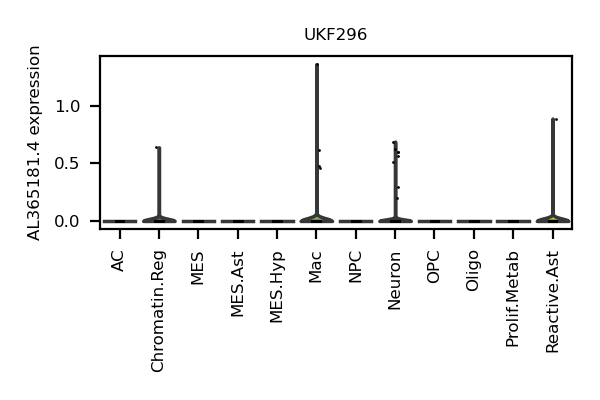 UKF296
AL365181.4 expression
1.0
0.5
0.0
AC
Chromatin.Reg
MES
MES.Ast
MES.Hyp
Mac
NPC
Neuron
OPC
Oligo
Prolif.Metab
Reactive.Ast